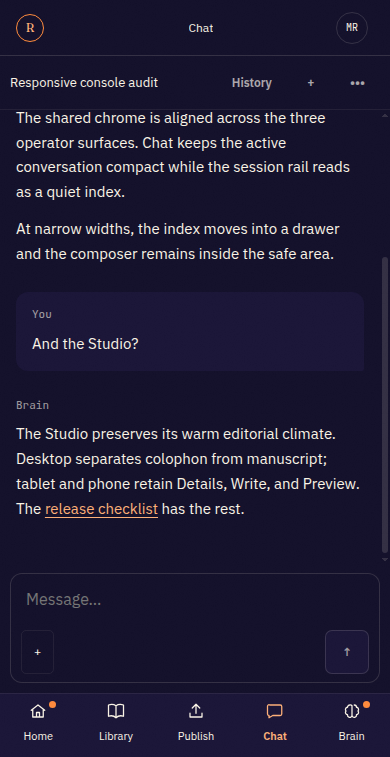 R
Chat
MR
Responsive console audit
History
+
•••
The shared chrome is aligned across the three
operator surfaces. Chat keeps the active
conversation compact while the session rail reads
as a quiet index.
At narrow widths, the index moves into a drawer
and the composer remains inside the safe area.
You
And the Studio?
Brain
The Studio preserves its warm editorial climate.
Desktop separates colophon from manuscript;
tablet and phone retain Details, Write, and Preview.
The release checklist has the rest.
Message...
+
↑
Home
Library
Publish
Chat
Brain